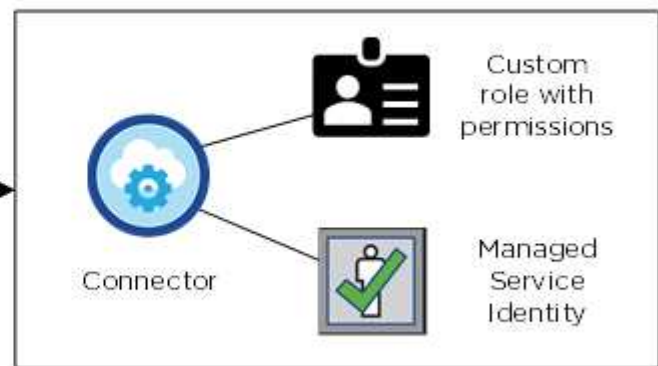 Custom
role with
permissions
Connector
Managed
Service
Identity